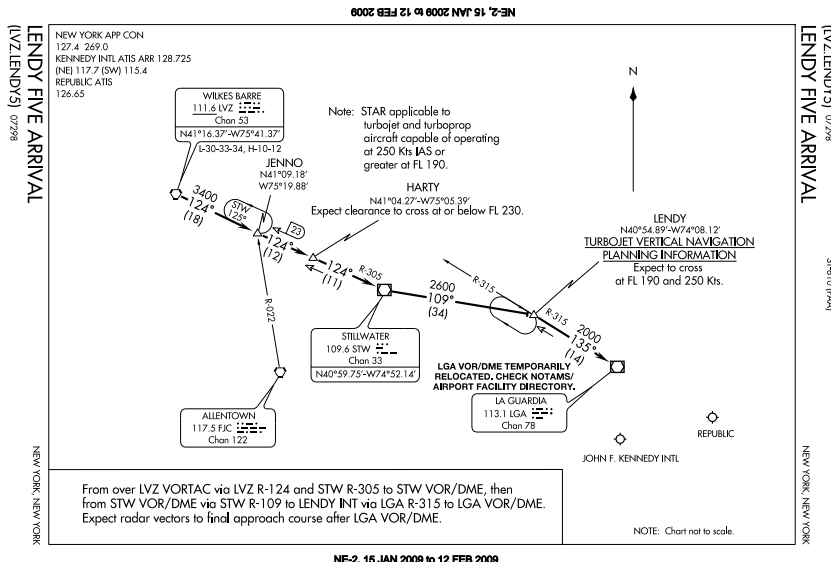 NE-2, 15 JAN 2009 to 12 FEB 2009
LENDY FIVE ARRIVAL
(LVZ.LENDY5) 07298
NEW YORK, NEW YORK
NEW YORK APP CON
127.4 269.0
KENNEDY INTL ATIS ARR 128.725
(NE) 117.7 (SW) 115.4
REPUBLIC ATIS
126.65
WILKES BARRE
111.6 LVZ
Chan 53
N41°16.37'-W75°41.37'
L-30-33-34, H-10-12
JENNO
N41°09.18'
W75°19.88'
Note: STAR applicable to
turbojet and turboprop
aircraft capable of operating
at 250 Kts IAS or
greater at FL 190.
HARTY
N41°04.27'-W75°05.39'
Expect clearance to cross at or below FL 230.
N
LENDY
N40°54.89'-W74°08.12'
TURBOJET VERTICAL NAVIGATION
PLANNING INFORMATION
Expect to cross
at FL 190 and 250 Kts.
3400
124°
(18)
STW
125°
23
124°
(12)
124°
(11)
R-305
2600
109°
(34)
R-315
R-315
2000
135°
(14)
R-022
STILLWATER
109.6 STW
Chan 33
N40°59.75'-W74°52.14'
LGA VOR/DME TEMPORARILY
RELOCATED. CHECK NOTAMS/
AIRPORT FACILITY DIRECTORY.
LA GUARDIA
113.1 LGA
Chan 78
ALLENTOWN
117.5 FJC
Chan 122
JOHN F. KENNEDY INTL
REPUBLIC
From over LVZ VORTAC via LVZ R-124 and STW R-305 to STW VOR/DME, then
from STW VOR/DME via STW R-109 to LENDY INT via LGA R-315 to LGA VOR/DME.
Expect radar vectors to final approach course after LGA VOR/DME.
NOTE: Chart not to scale.
LENDY FIVE ARRIVAL
(LVZ.LENDY5) 07298
NEW YORK, NEW YORK
NE-2, 15 JAN 2009 to 12 FEB 2009